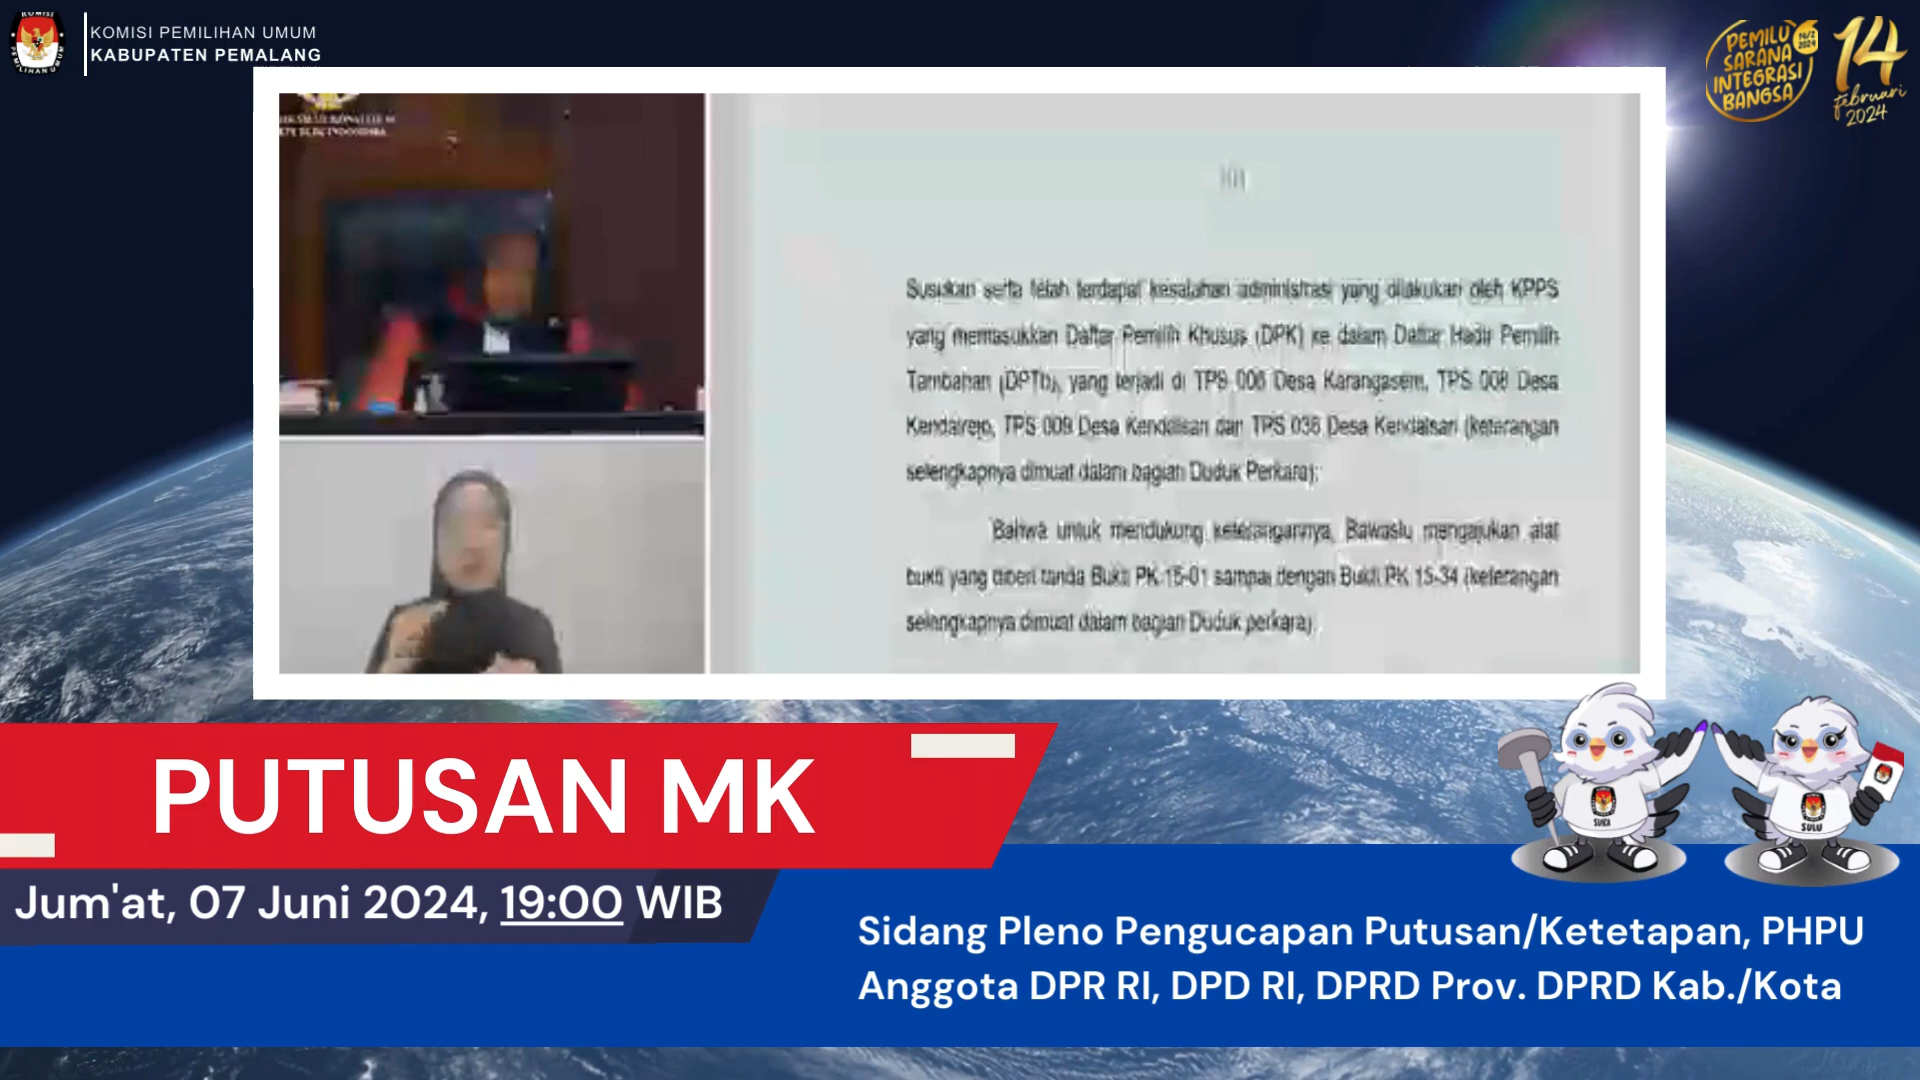 KOMISI PEMILIHAN UMUM
KABUPATEN PEMALANG
PEMILU
SARANA
INTEGRASI
BANGSA
14
Februari
2024
serta telah terdapat kesalahan administrasi yang dilakukan oleh KPPS
yang memasukkan Daftar Pemilih Khusus (DPK) ke dalam Daftar Hadir Pemilih
Tambahan (DPTb), yang terjadi di TPS 006 Desa Karangasem, TPS 008 Desa
Kendalrejo, TPS 009 Desa dan TPS 036 Desa Kendalsari (keterangan
selengkapnya dimuat dalam bagian Duduk Perkara);
Bahwa untuk mendukung keterangannya, Bawaslu mengajukan alat
bukti yang diberi tanda Bukti PK.15-01 sampai dengan Bukti PK 15-34 (keterangan
selengkapnya dimuat dalam bagian Duduk perkara)
PUTUSAN MK
Jum'at, 07 Juni 2024, 19:00 WIB
SURA
SULU
Sidang Pleno Pengucapan Putusan/Ketetapan, PHPU
Anggota DPR RI, DPD RI, DPRD Prov. DPRD Kab./Kota